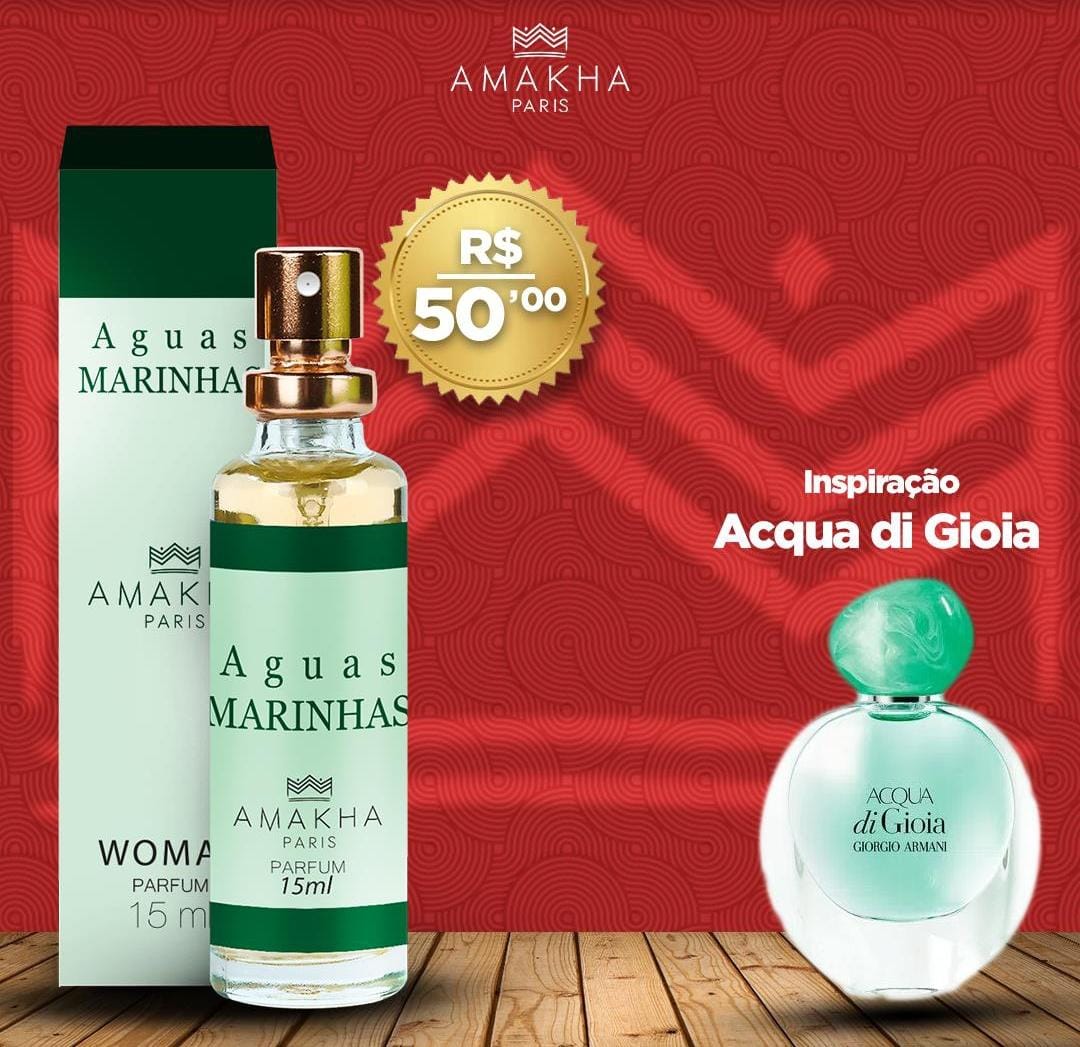 AMAKHA
PARIS
R$
50,00
Aguas
MARINHAS
AMAK
PARIS
WOMA
PARFUM
15 m
Aguas
MARINHAS
AMAKHA
PARIS
PARFUM
15ml
Inspiração
Acqua di Gioia
ACQUA
di Gioia
GIORGIO ARMANI